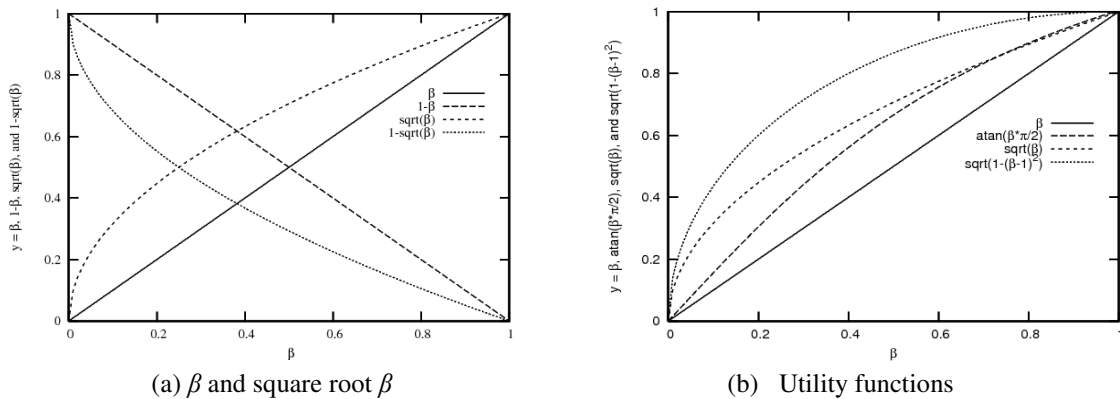 y = β, 1-β, sqrt(β), and 1-sqrt(β)
1
0.8
0.6
0.4
0.2
0
0
0.2
0.4
0.6
0.8
1
β
β
1-β
sqrt(β)
1-sqrt(β)
(a) β and square root β
y = β, atan(β*π/2), sqrt(β), and sqrt(1-(β-1)²)
1
0.8
0.6
0.4
0.2
0
0
0.2
0.4
0.6
0.8
1
β
β
atan(β*π/2)
sqrt(β)
sqrt(1-(β-1)²)
(b) Utility functions